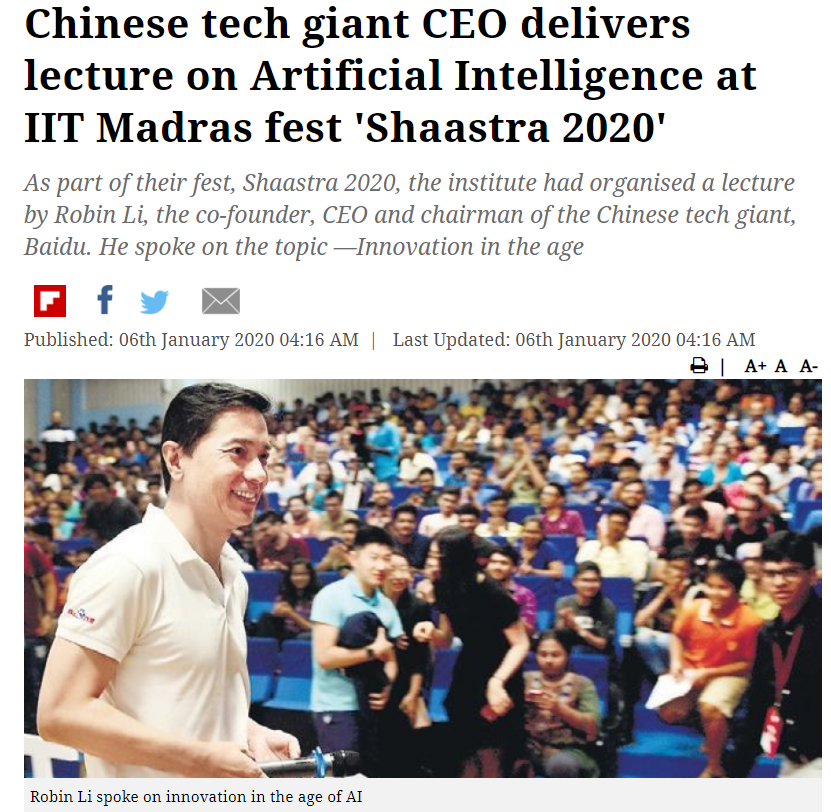 Chinese tech giant CEO delivers
lecture on Artificial Intelligence at
IIT Madras fest 'Shaastra 2020'
As part of their fest, Shaastra 2020, the institute had organised a lecture
by Robin Li, the co-founder, CEO and chairman of the Chinese tech giant,
Baidu. He spoke on the topic —Innovation in the age
Published: 06th January 2020 04:16 AM | Last Updated: 06th January 2020 04:16 AM
| A+ A A-
Robin Li spoke on innovation in the age of AI